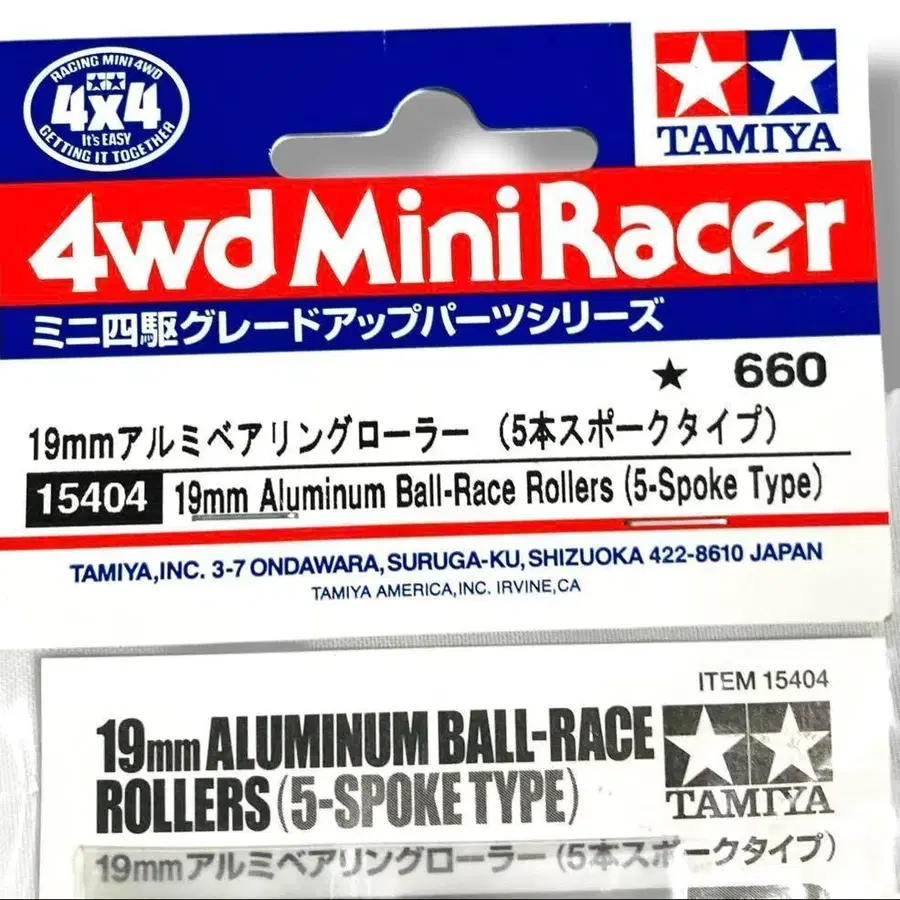 RACING MINI 4WD
4x4
It's EASY
GETTING IT TOGETHER
TAMIYA
4wd Mini Racer
ミニ四駆グレードアップパーツシリーズ
★ 660
19mmアルミベアリングローラー (5本スポークタイプ)
15404 19mm Aluminum Ball-Race Rollers (5-Spoke Type)
TAMIYA,INC. 3-7 ONDAWARA, SURUGA-KU, SHIZUOKA 422-8610 JAPAN
TAMIYA AMERICA, INC. IRVINE, CA
ITEM 15404
19mm ALUMINUM BALL-RACE
ROLLERS (5-SPOKE TYPE)
TAMIYA
19mmアルミベアリングローラー (5本スポークタイプ)